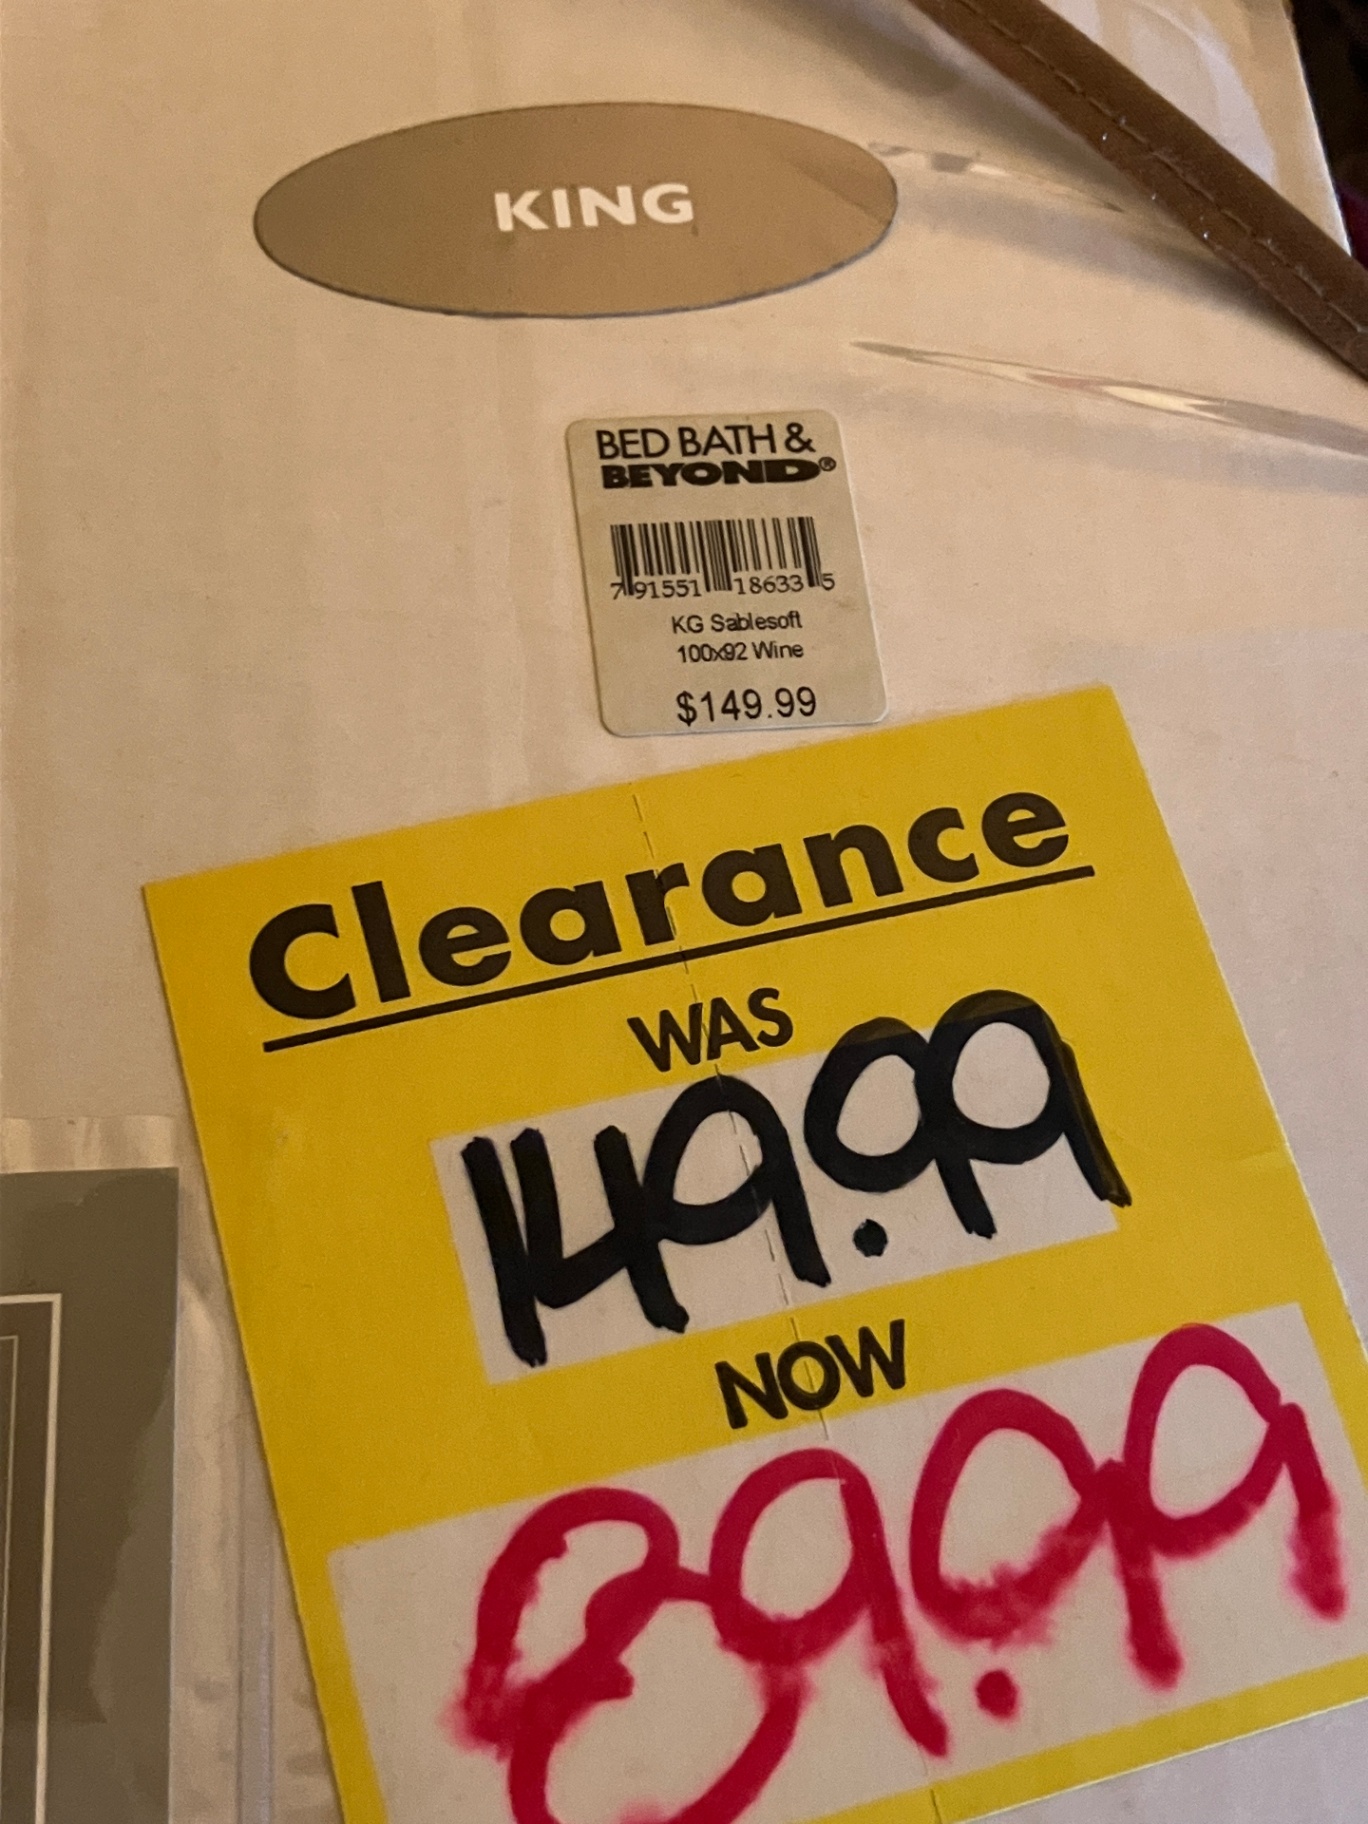 KING
BED BATH &
BEYOND®
7 91551 18633 5
KG Sablesoft
100x92 Wine
$149.99
Clearance
WAS
149.99
NOW
89.99